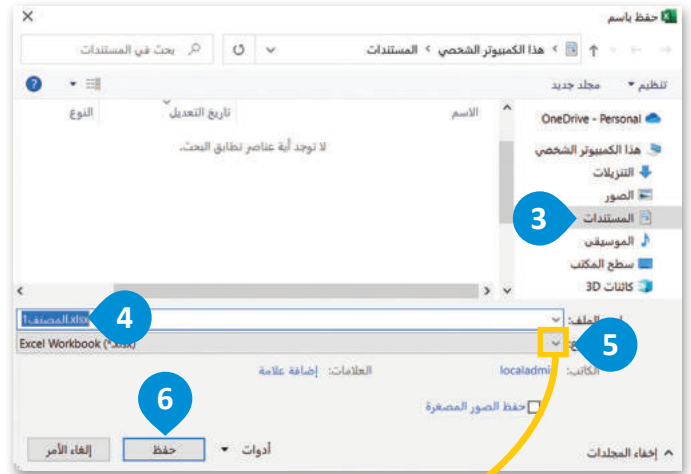 حفظ باسم
هذا الكمبيوتر الشخصي > المستندات
بحث في المستندات
تنظيم
مجلد جديد
الاسم
تاريخ التعديل
النوع
لا توجد أية عناصر تطابق البحث.
OneDrive - Personal
هذا الكمبيوتر الشخصي
التنزيلات
الصور
المستندات
3
الموسيقى
سطح المكتب
كائنات 3D
الملف:
المصنف1.xlsx
4
Excel Workbook (*.xlsx)
5
الكاتب:
العلامات: إضافة علامة
حفظ الصور المصغرة
6
إخفاء المجلدات
أدوات
حفظ
إلغاء الأمر